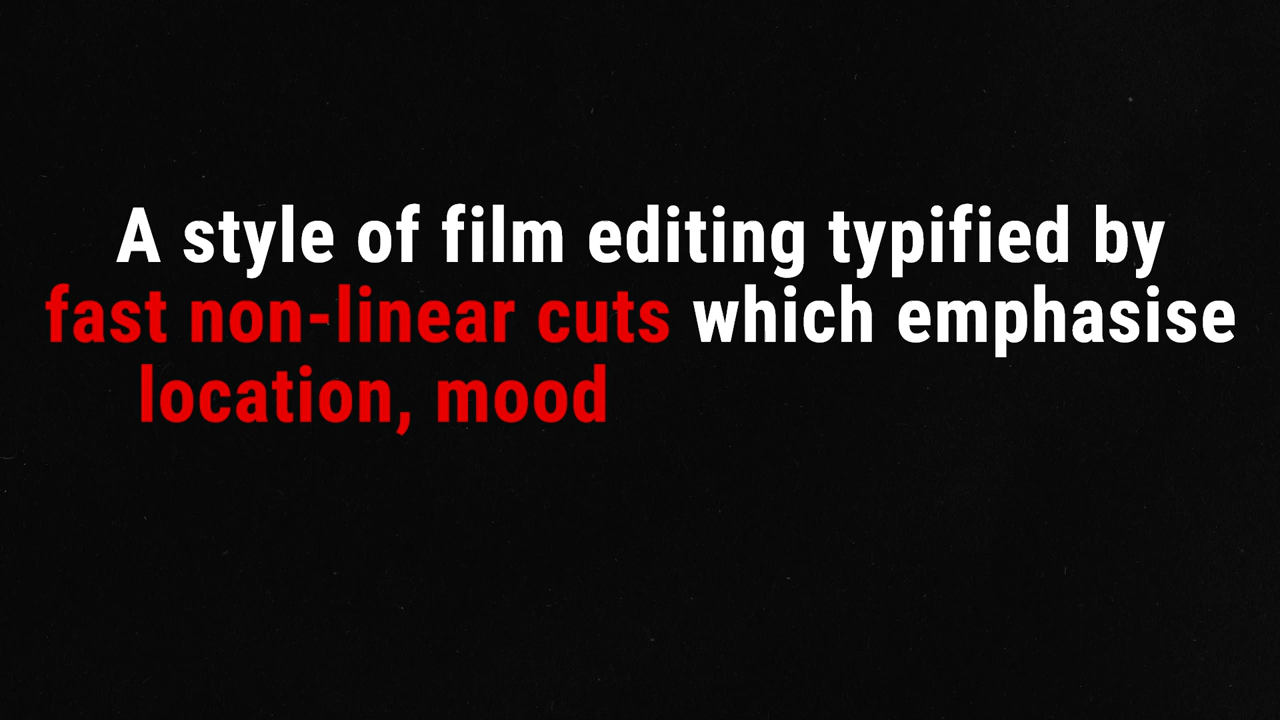 A style of film editing typified by
fast non-linear cuts which emphasise
location, mood